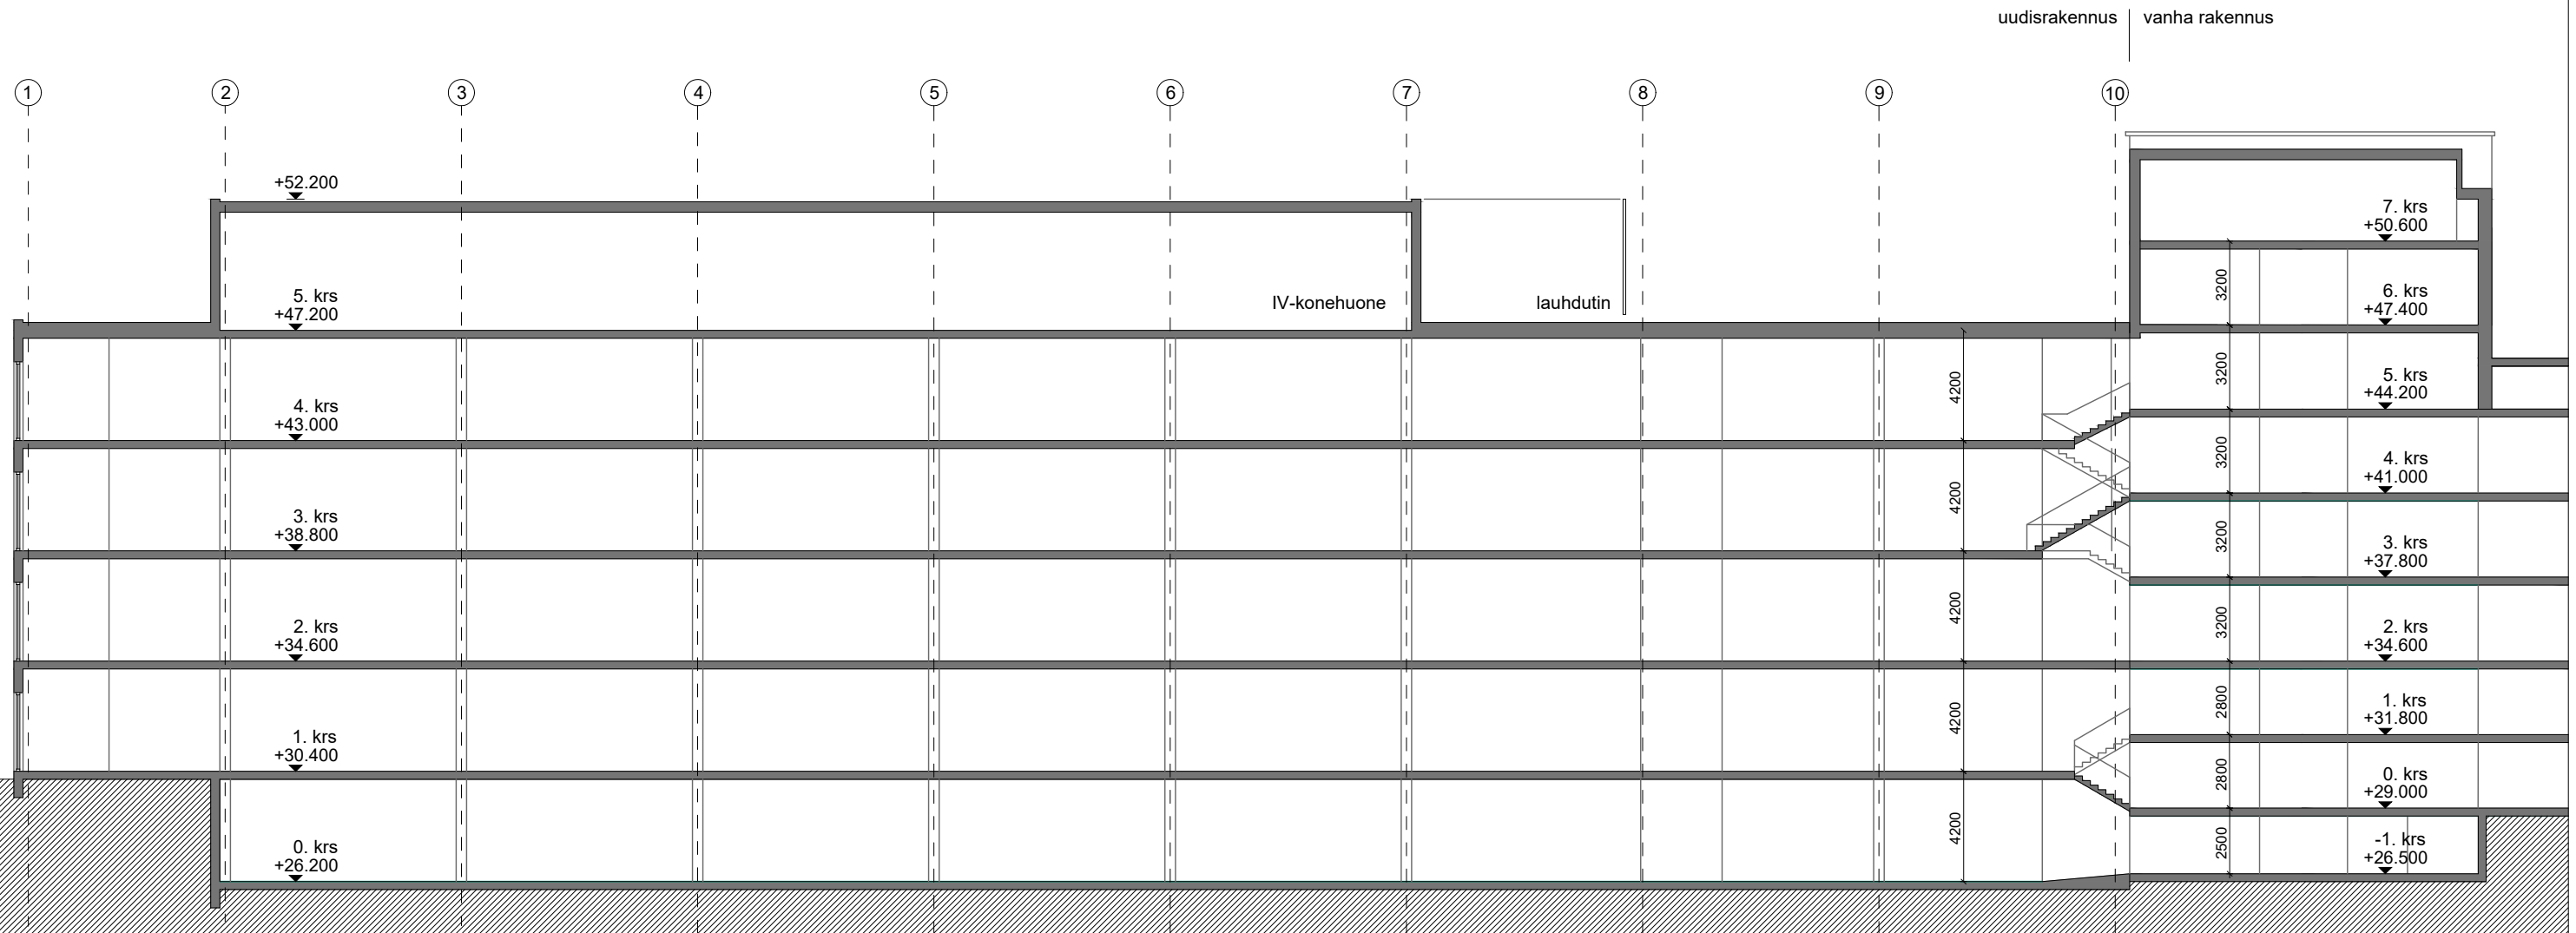 uudisrakennus
vanha rakennus
1
2
3
4
5
6
7
8
9
10
+52.200
5. krs
+47.200
IV-konehuone
lauhdutin
4. krs
+43.000
3. krs
+38.800
2. krs
+34.600
1. krs
+30.400
0. krs
+26.200
4200
4200
4200
4200
4200
7. krs
+50.600
6. krs
+47.400
5. krs
+44.200
4. krs
+41.000
3. krs
+37.800
2. krs
+34.600
1. krs
+31.800
0. krs
+29.000
-1. krs
+26.500
3200
3200
3200
3200
3200
2800
2800
2500